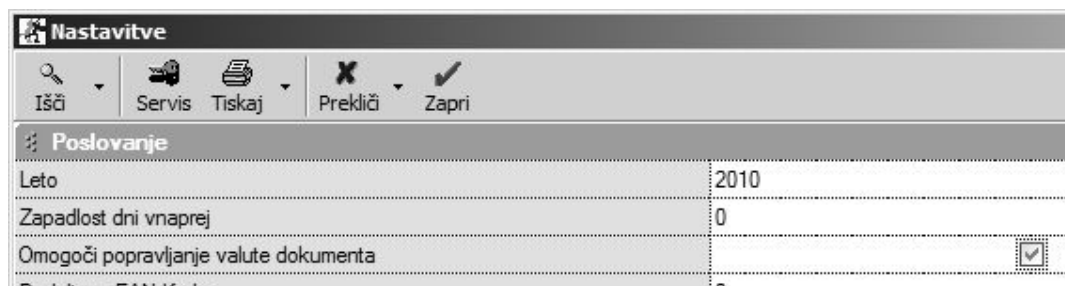 Nastavitve
Išči Servis Tiskaj Prekliči Zapri
Poslovanje
Leto 2010
Zapadlost dni vnaprej 0
Omogoči popravljanje valute dokumenta